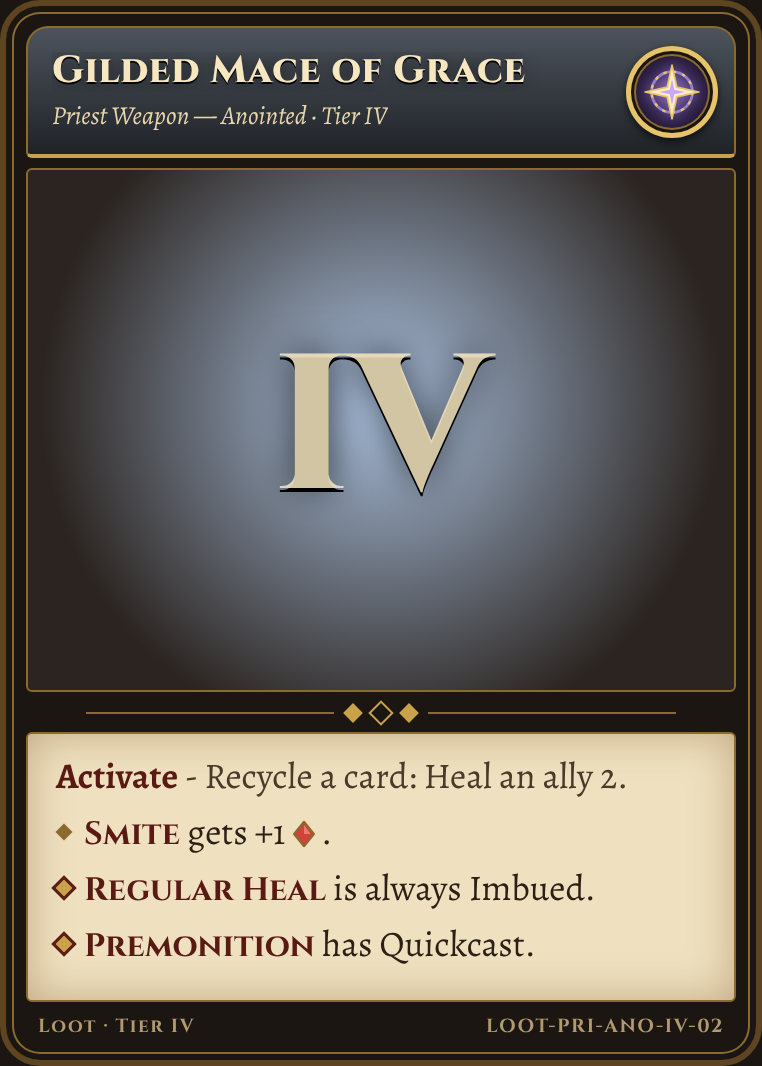 Gilded Mace of Grace
Priest Weapon — Anointed · Tier IV
IV
Activate - Recycle a card: Heal an ally 2.
Smite gets +1 .
Regular Heal is always Imbued.
Premonition has Quickcast.
Loot · Tier IV
LOOT-PRI-ANO-IV-02